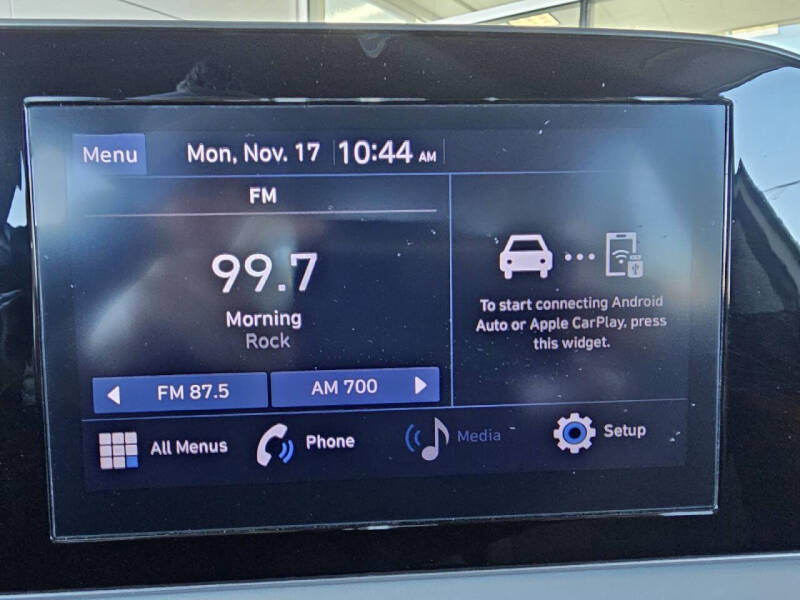 Menu Mon, Nov. 17 10:44 AM
FM
99.7
Morning
Rock
To start connecting Android
Auto or Apple CarPlay, press
this widget.
FM 87.5 AM 700
All Menus Phone Media Setup